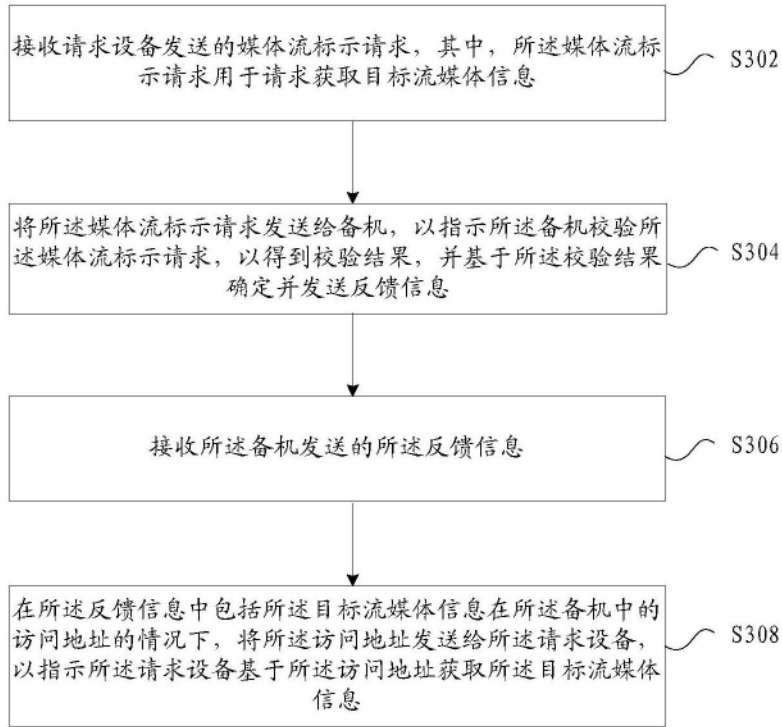 接收请求设备发送的媒体流标示请求，其中，所述媒体流标
示请求用于请求获取目标流媒体信息
S302
将所述媒体流标示请求发送给备机，以指示所述备机校验所
述媒体流标示请求，以得到校验结果，并基于所述校验结果
确定并发送反馈信息
S304
接收所述备机发送的所述反馈信息
S306
在所述反馈信息中包括所述目标流媒体信息在所述备机中的
访问地址的情况下，将所述访问地址发送给所述请求设备，
以指示所述请求设备基于所述访问地址获取所述目标流媒体
信息
S308